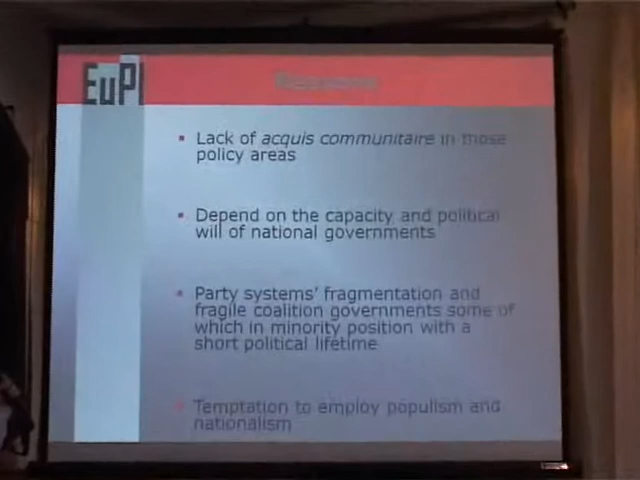 EuPI
Reasons
Lack of acquis communitaire in those
policy areas
Depend on the capacity and political
will of national governments
Party systems' fragmentation and
fragile coalition governments some of
which in minority position with a
short political lifetime
Temptation to employ populism and
nationalism